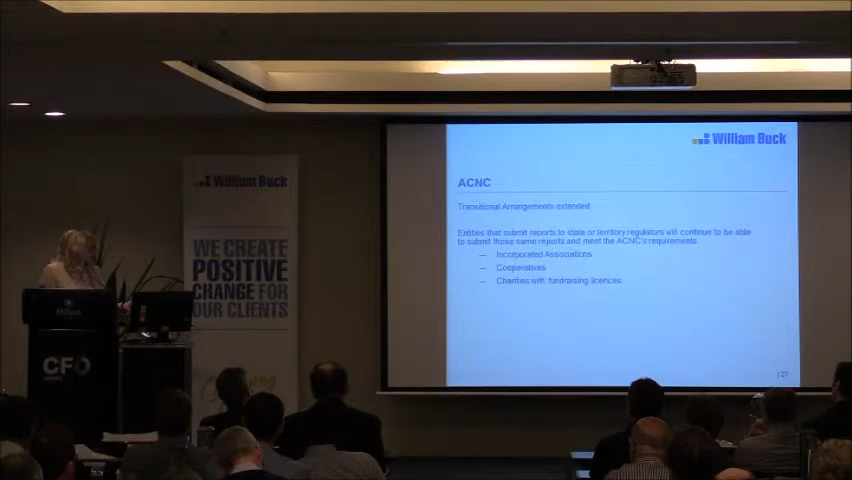 William Buck
ACNC
Transitional Arrangements extended
Entities that submit reports to state or territory regulators will continue to be able
to submit those same reports and meet the ACNC's requirements
— Incorporated Associations
— Cooperatives
— Charities with fundraising licences
| 27
William Buck
WE CREATE
POSITIVE
CHANGE FOR
OUR CLIENTS
Hilton
CFO